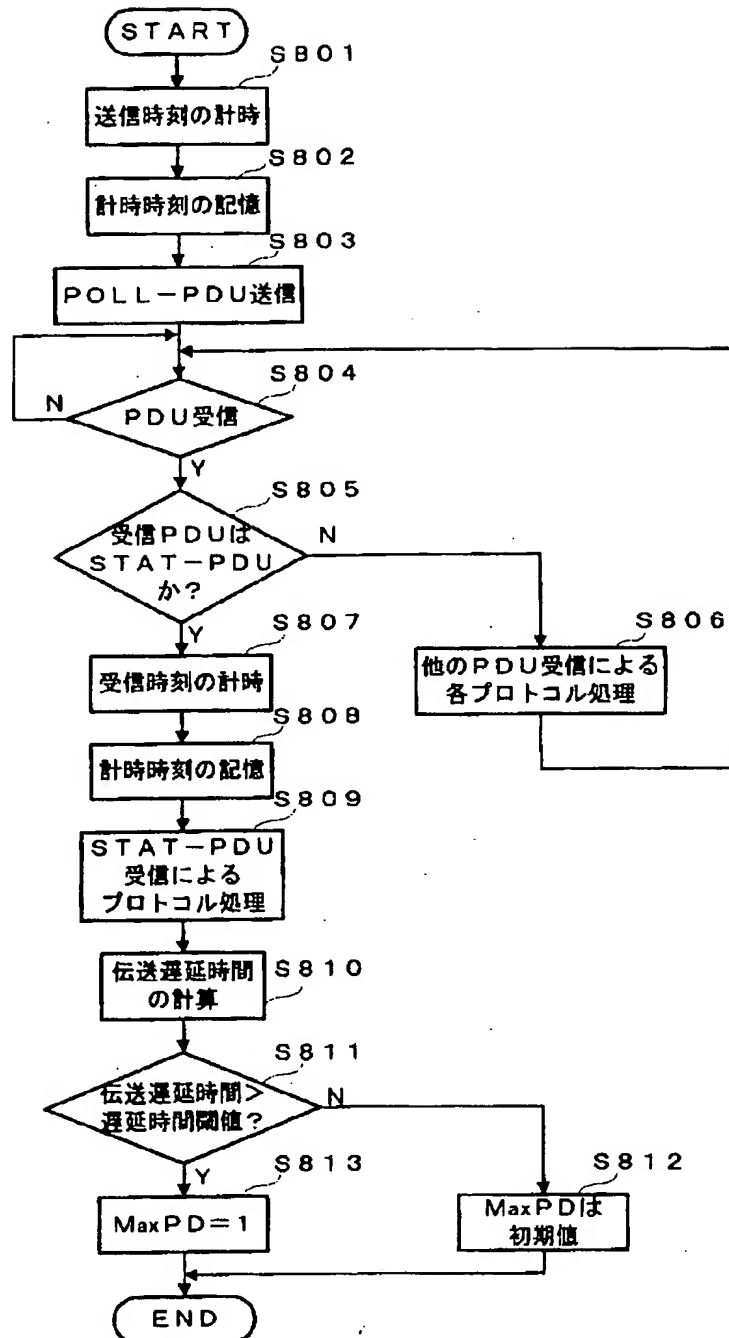 START
S801
送信時刻の計時
S802
計時時刻の記憶
S803
POLL-PDU送信
S804
N
PDU受信
Y
S805
受信PDUは
STAT-PDU
か?
N
Y
S807
受信時刻の計時
S806
他のPDU受信による
各プロトコル処理
S808
計時時刻の記憶
S809
STAT-PDU
受信による
プロトコル処理
S810
伝送遅延時間
の計算
S811
伝送遅延時間>
遅延時間閾値?
N
Y
S813
MaxPD=1
S812
MaxPDは
初期値
END